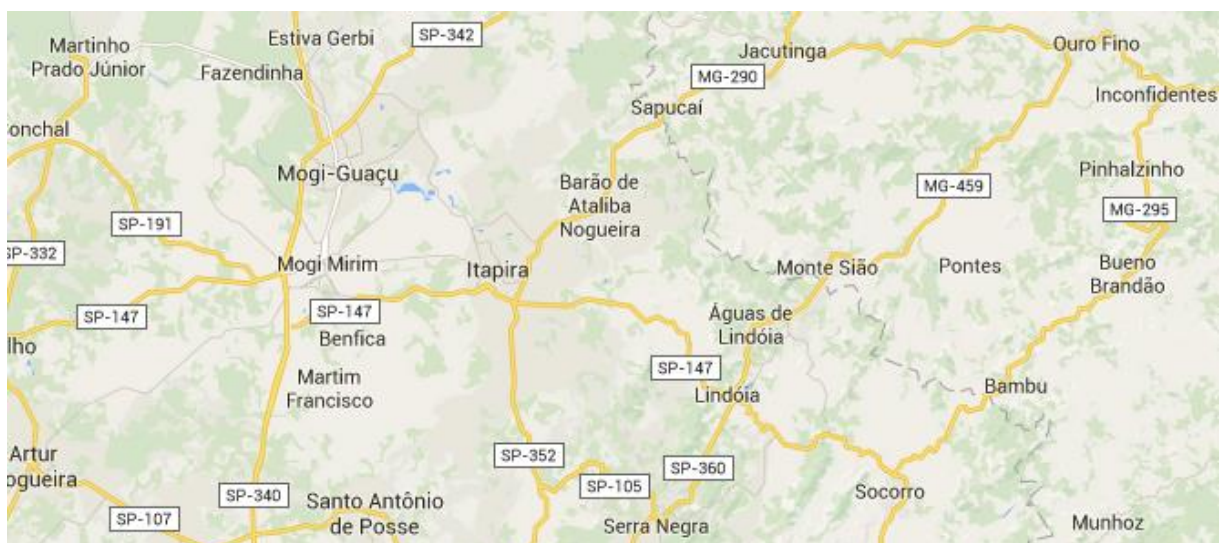 Estiva Gerbi
SP-342
Martinho
Prado Júnior
Fazendinha
Jacutinga
Ouro Fino
MG-290
Sapucaí
Inconfidentes
onchal
Mogi-Guaçu
Barão de
Ataliba
Nogueira
Pinhalzinho
MG-459
MG-295
SP-191
SP-332
Mogi Mirim
Itapira
Monte Sião
Pontes
Bueno
Brandão
SP-147
SP-147
Benfica
Águas de
Lindóia
lho
SP-147
Martim
Francisco
Lindóia
Bambu
Artur
ogueira
SP-352
SP-360
SP-340
SP-105
Socorro
Santo Antônio
de Posse
SP-107
Serra Negra
Munhoz